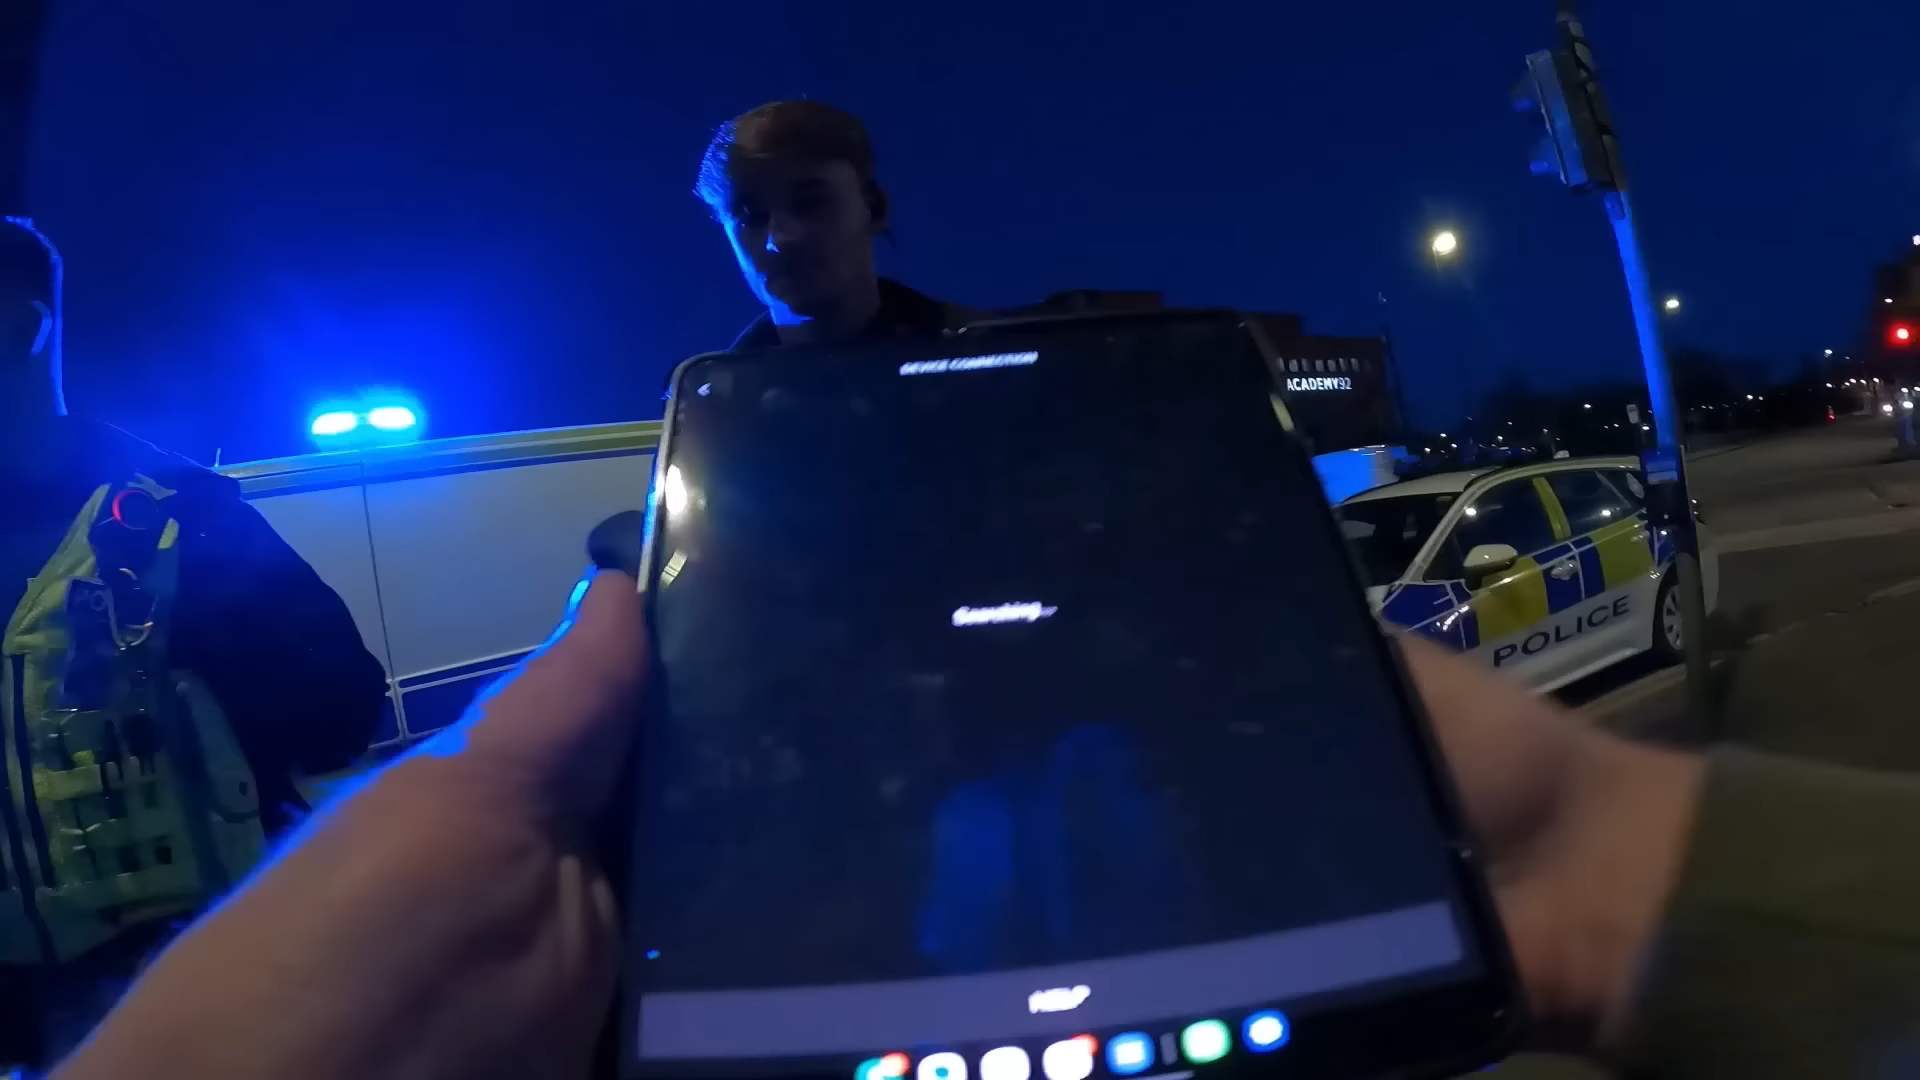 DEVICE CONNECTION
ACADEMY92
Searching...
POLICE
HELP